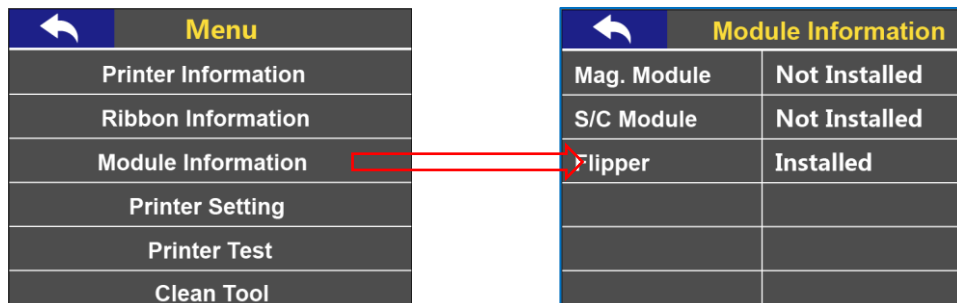 Menu
Printer Information
Ribbon Information
Module Information
Printer Setting
Printer Test
Clean Tool
Module Information
Mag. Module Not Installed
S/C Module Not Installed
Flipper Installed